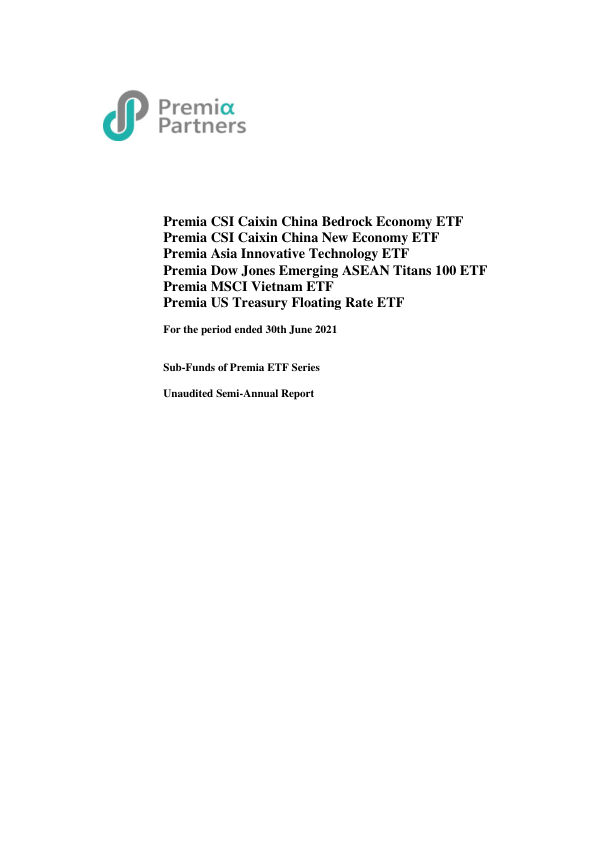 Premiα
Partners
Premia CSI Caixin China Bedrock Economy ETF
Premia CSI Caixin China New Economy ETF
Premia Asia Innovative Technology ETF
Premia Dow Jones Emerging ASEAN Titans 100 ETF
Premia MSCI Vietnam ETF
Premia US Treasury Floating Rate ETF
For the period ended 30th June 2021
Sub-Funds of Premia ETF Series
Unaudited Semi-Annual Report